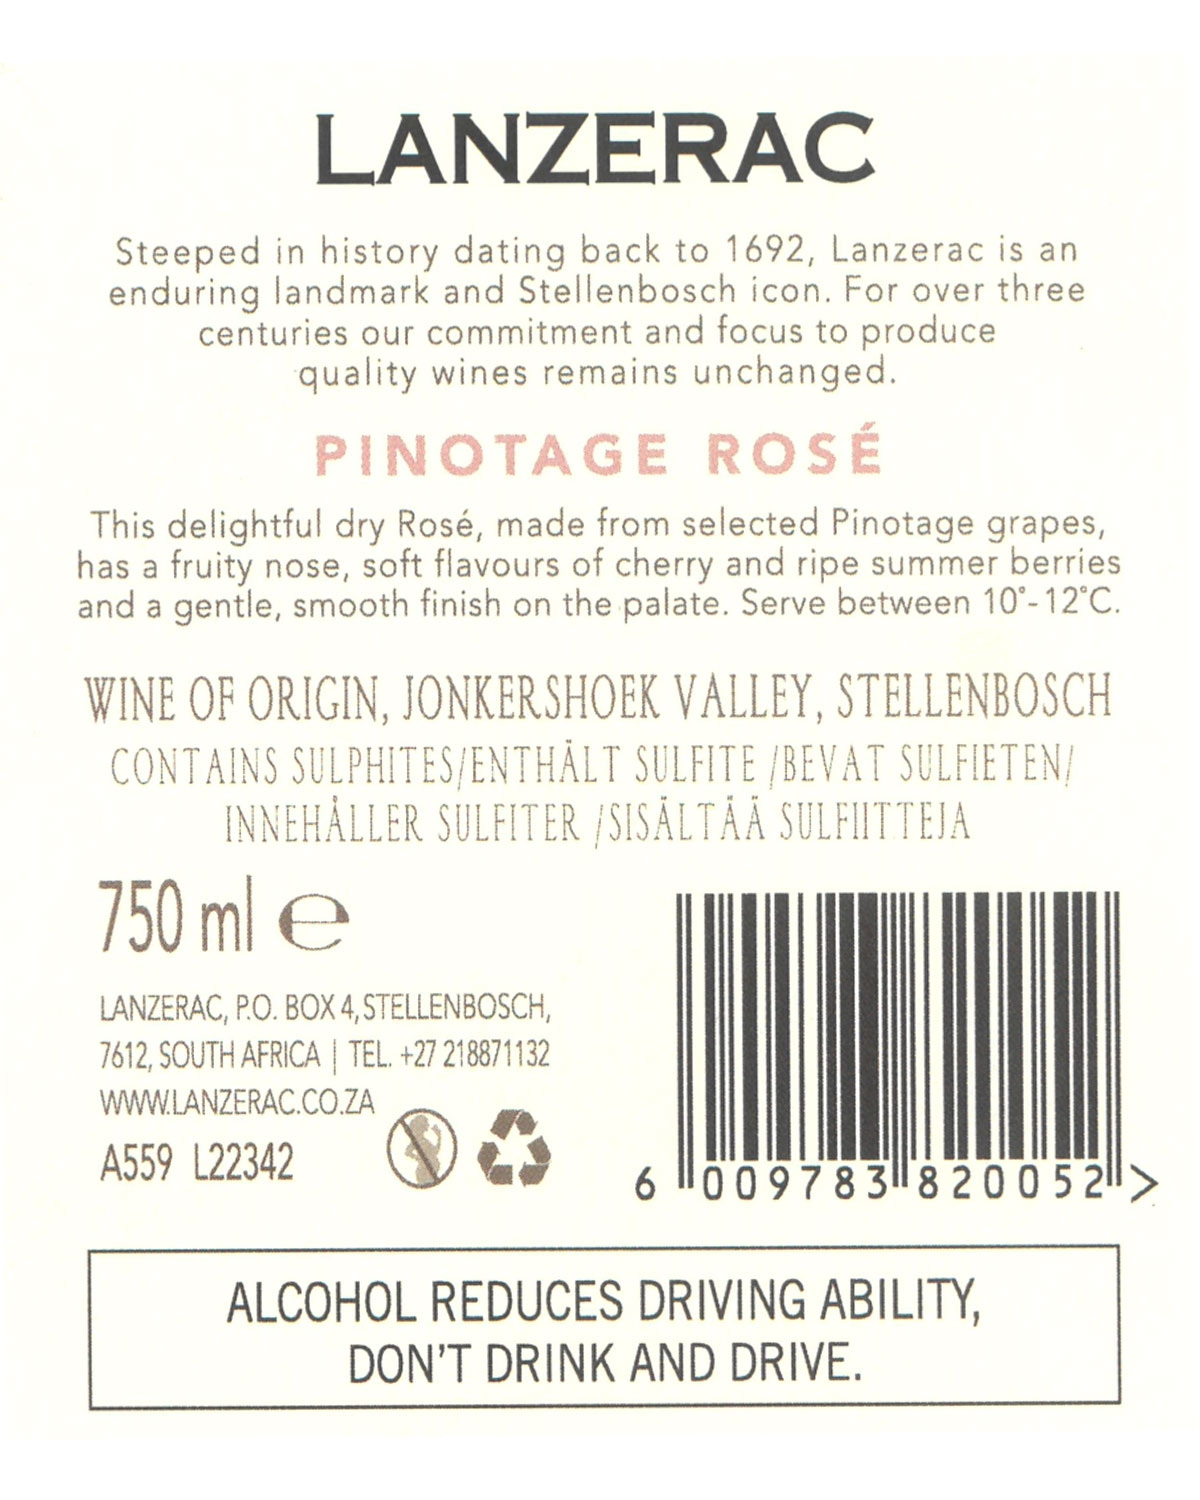 LANZERAC
Steeped in history dating back to 1692, Lanzerac is an
enduring landmark and Stellenbosch icon. For over three
centuries our commitment and focus to produce
quality wines remains unchanged.
PINOTAGE ROSÉ
This delightful dry Rosé, made from selected Pinotage grapes,
has a fruity nose, soft flavours of cherry and ripe summer berries
and a gentle, smooth finish on the palate. Serve between 10°-12°C.
WINE OF ORIGIN, JONKERSHOEK VALLEY, STELLENBOSCH
CONTAINS SULPHITES/ENTHÄLT SULFITE /BEVAT SULFIETEN/
INNEHÅLLER SULFITER /SISÄLTÄÄ SULFIITTEJA
750 ml ℮
LANZERAC, P.O. BOX 4, STELLENBOSCH,
7612, SOUTH AFRICA | TEL. +27 218871132
WWW.LANZERAC.CO.ZA
A559 L22342
6 009783 820052 >
ALCOHOL REDUCES DRIVING ABILITY,
DON'T DRINK AND DRIVE.